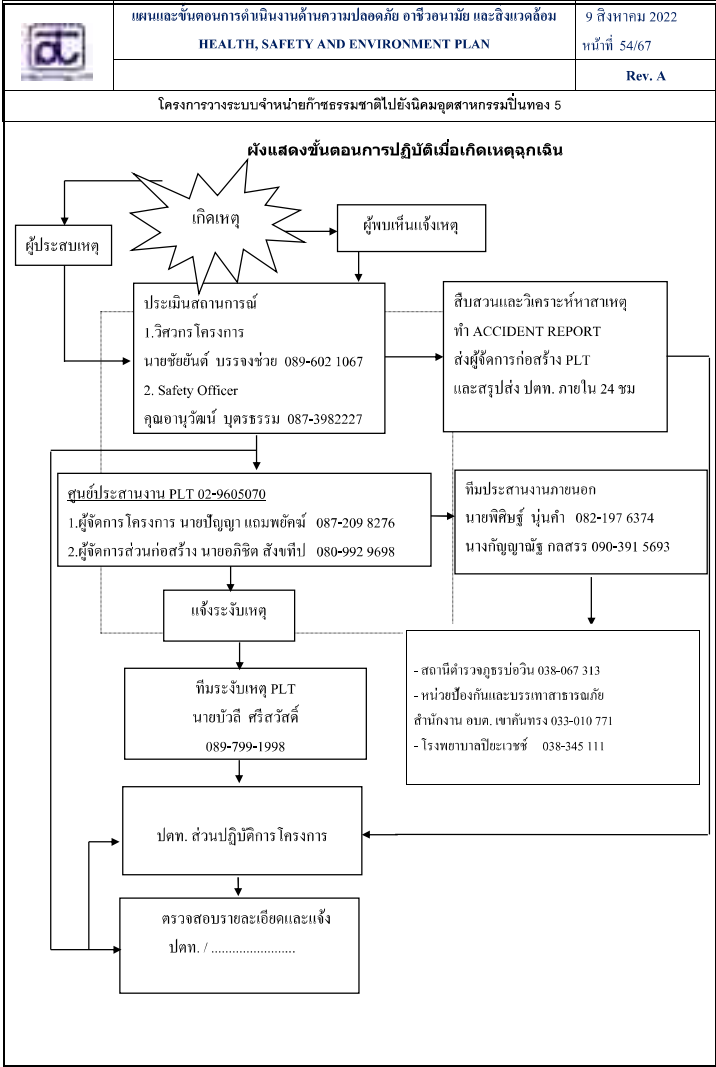 แผนและขั้นตอนการดำเนินงานด้านความปลอดภัย อาชีวอนามัย และสิ่งแวดล้อม
HEALTH, SAFETY AND ENVIRONMENT PLAN
9 สิงหาคม 2022
หน้าที่ 54/67
Rev. A
โครงการวางระบบจำหน่ายก๊าซธรรมชาติไปยังนิคมอุตสาหกรรมปิ่นทอง 5
ผังแสดงขั้นตอนการปฏิบัติเมื่อเกิดเหตุฉุกเฉิน
เกิดเหตุ
ผู้ประสบเหตุ
ผู้พบเห็นแจ้งเหตุ
ประเมินสถานการณ์
1.วิศวกรโครงการ
นายชัยยันต์ บรรจงช่วย 089-602 1067
2. Safety Officer
คุณอานุวัฒน์ บุตรธรรม 087-3982227
สืบสวนและวิเคราะห์หาสาเหตุ
ทำ ACCIDENT REPORT
ส่งผู้จัดการก่อสร้าง PLT
และสรุปส่ง ปตท. ภายใน 24 ชม
ศูนย์ประสานงาน PLT 02-9605070
1.ผู้จัดการโครงการ นายปัญญา แถมพยัคฆ์ 087-209 8276
2.ผู้จัดการส่วนก่อสร้าง นายอภิชิต สังขทีป 080-992 9698
ทีมประสานงานภายนอก
นายพิศิษฐ์ นุ่นคำ 082-197 6374
นางกัญญาณัฐ กลสรร 090-391 5693
แจ้งระงับเหตุ
ทีมระงับเหตุ PLT
นายบัวลี ศรีสวัสดิ์
089-799-1998
- สถานีตำรวจภูธรบ่อวิน 038-067 313
- หน่วยป้องกันและบรรเทาสาธารณภัย
สำนักงาน อบต. เขาคันทรง 033-010 771
- โรงพยาบาลปิยะเวชช์ 038-345 111
ปตท. ส่วนปฏิบัติการโครงการ
ตรวจสอบรายละเอียดและแจ้ง
ปตท. / ........................